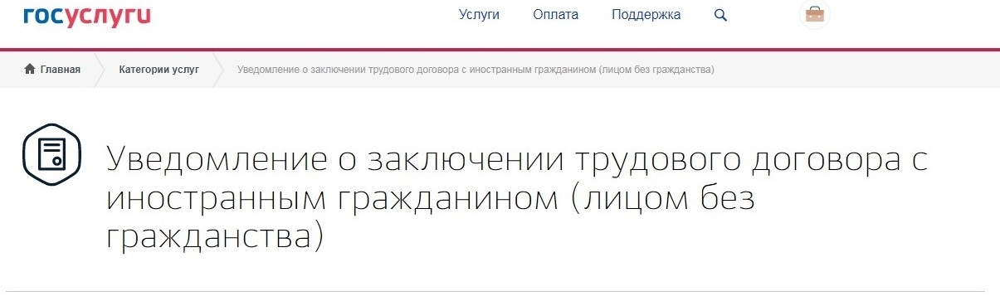 госуслуги
Услуги Оплата Поддержка
Главная Категории услуг Уведомление о заключении трудового договора с иностранным гражданином (лицом без гражданства)
Уведомление о заключении трудового договора с
иностранным гражданином (лицом без
гражданства)